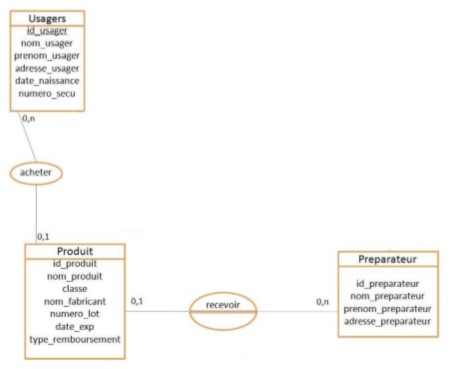 Usagers
id_usager
nom_usager
prenom_usager
adresse_usager
date_naissance
numero_secu
0,n
acheter
0,1
Produit
id_produit
nom_produit
classe
nom_fabricant
numero_lot
date_exp
type_remboursement
0,1
recevoir
0,n
Preparateur
id_preparateur
nom_preparateur
prenom_preparateur
adresse_preparateur